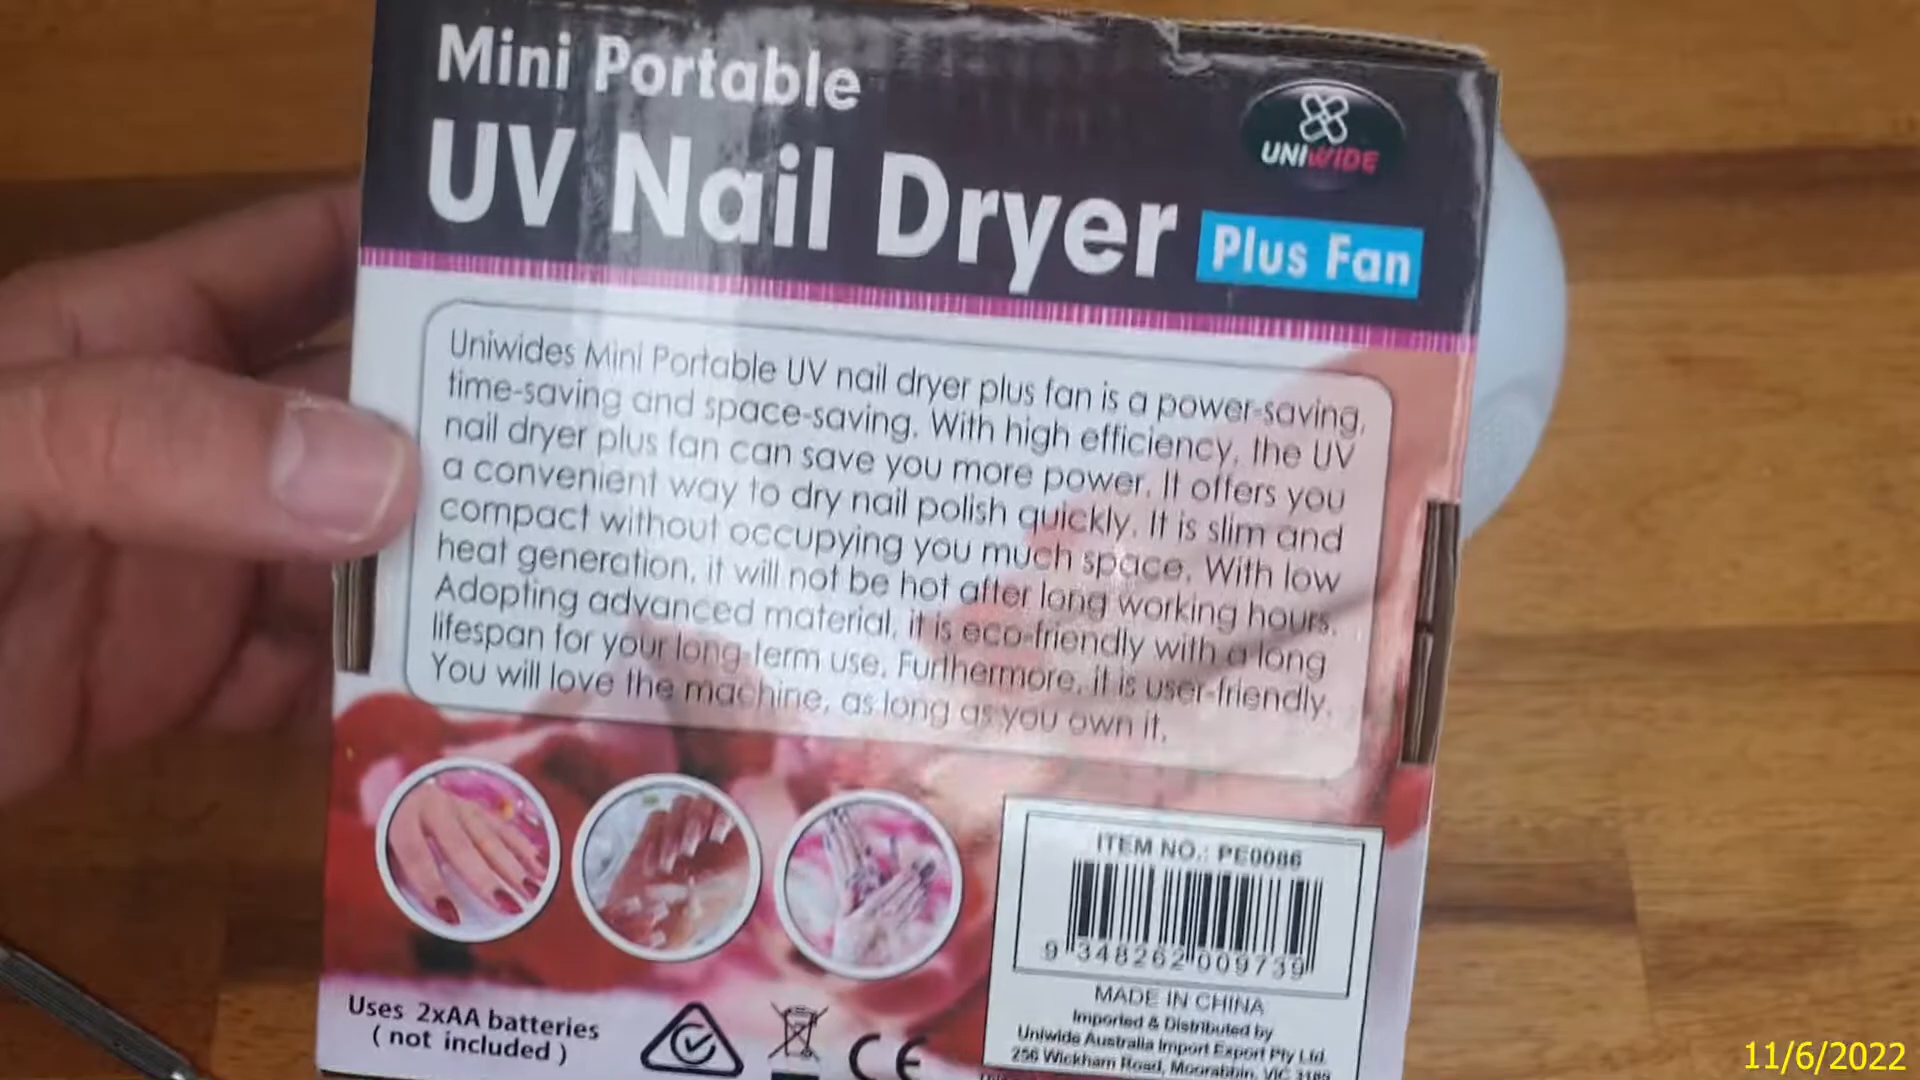 Mini Portable
UNIWIDE
UV Nail Dryer
Plus Fan
Uniwides Mini Portable UV nail dryer plus fan is a power-saving,
time-saving and space-saving. With high efficiency, the UV
nail dryer plus fan can save you more power. It offers you
a convenient way to dry nail polish quickly. It is slim and
compact without occupying you much space. With low
heat generation, it will not be hot after long working hours.
Adopting advanced material, it is eco-friendly with a long
lifespan for your long-term use. Furthermore, it is user-friendly.
You will love the machine, as long as you own it.
ITEM NO.: PE0086
9 348262 009739
MADE IN CHINA
Imported & Distributed by
Uniwide Australia Import Export Pty Ltd.
256 Wickham Road, Moorabbin, VIC 3189
Uses 2xAA batteries
( not included )
CE
11/6/2022